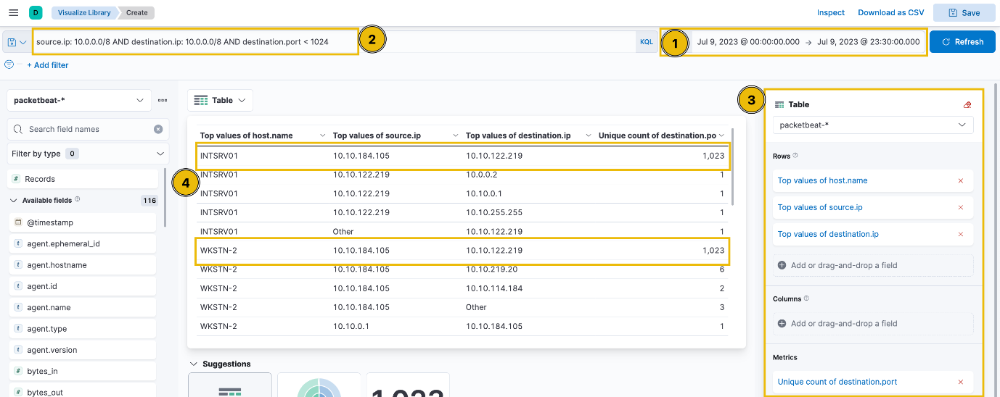 D Visualize Library Create Inspect Download as CSV Save
source.ip: 10.0.0.0/8 AND destination.ip: 10.0.0.0/8 AND destination.port < 1024 2 KQL 1 Jul 9, 2023 @ 00:00:00.000 → Jul 9, 2023 @ 23:30:00.000 Refresh
+ Add filter
packetbeat-*
Search field names
Filter by type 0
Records
Available fields 116
@timestamp
agent.ephemeral_id
agent.hostname
agent.id
agent.name
agent.type
agent.version
bytes_in
bytes_out
Table
Top values of host.name Top values of source.ip Top values of destination.ip Unique count of destination.po
INTSRV01 10.10.184.105 10.10.122.219 1,023
4
INTSRV01 10.10.122.219 10.0.0.2 1
INTSRV01 10.10.122.219 10.10.0.1 1
INTSRV01 10.10.122.219 10.10.255.255 1
INTSRV01 Other 10.10.122.219 1
WKSTN-2 10.10.184.105 10.10.122.219 1,023
WKSTN-2 10.10.184.105 10.10.219.20 6
WKSTN-2 10.10.184.105 10.10.114.184 2
WKSTN-2 10.10.184.105 Other 3
WKSTN-2 10.10.0.1 10.10.184.105 1
Suggestions
1,023
3
Table
packetbeat-*
Rows
Top values of host.name
Top values of source.ip
Top values of destination.ip
Add or drag-and-drop a field
Columns
Add or drag-and-drop a field
Metrics
Unique count of destination.port